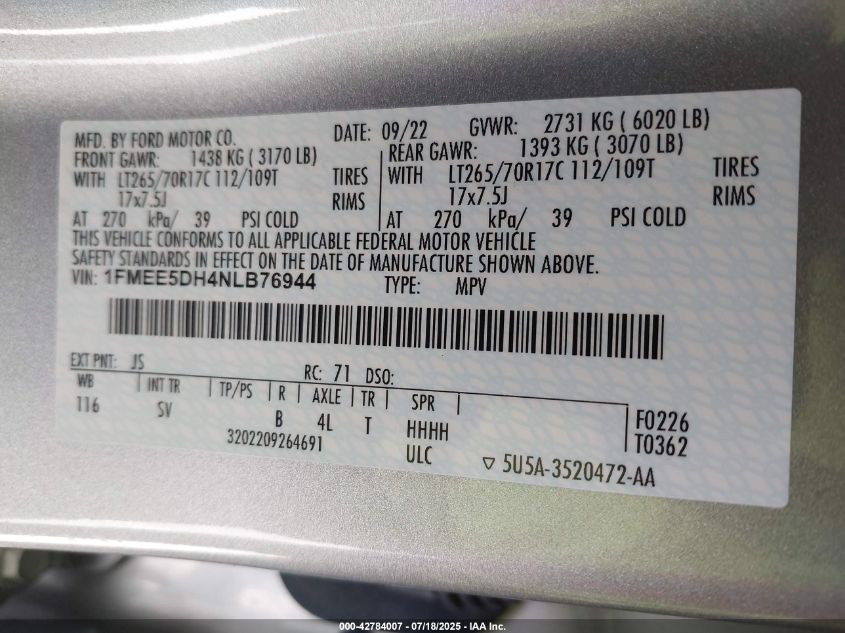 MFD. BY FORD MOTOR CO. DATE: 09/22 GVWR: 2731 KG ( 6020 LB)
FRONT GAWR: 1438 KG ( 3170 LB) REAR GAWR: 1393 KG ( 3070 LB)
WITH LT265/70R17C 112/109T TIRES WITH LT265/70R17C 112/109T TIRES
17x7.5J RIMS 17x7.5J RIMS
AT 270 kPa/ 39 PSI COLD AT 270 kPa/ 39 PSI COLD
THIS VEHICLE CONFORMS TO ALL APPLICABLE FEDERAL MOTOR VEHICLE
SAFETY STANDARDS IN EFFECT ON THE DATE OF MANUFACTURE SHOWN ABOVE.
VIN: 1FMEE5DH4NLB76944 TYPE: MPV
EXT PNT: JS RC: 71 DSO:
WB INT TR TP/PS R AXLE TR SPR
116 SV B 4L T HHHH F0226
3202209264691 ULC T0362
▽ 5U5A-3520472-AA
000-42784007 - 07/18/2025 - IAA Inc.